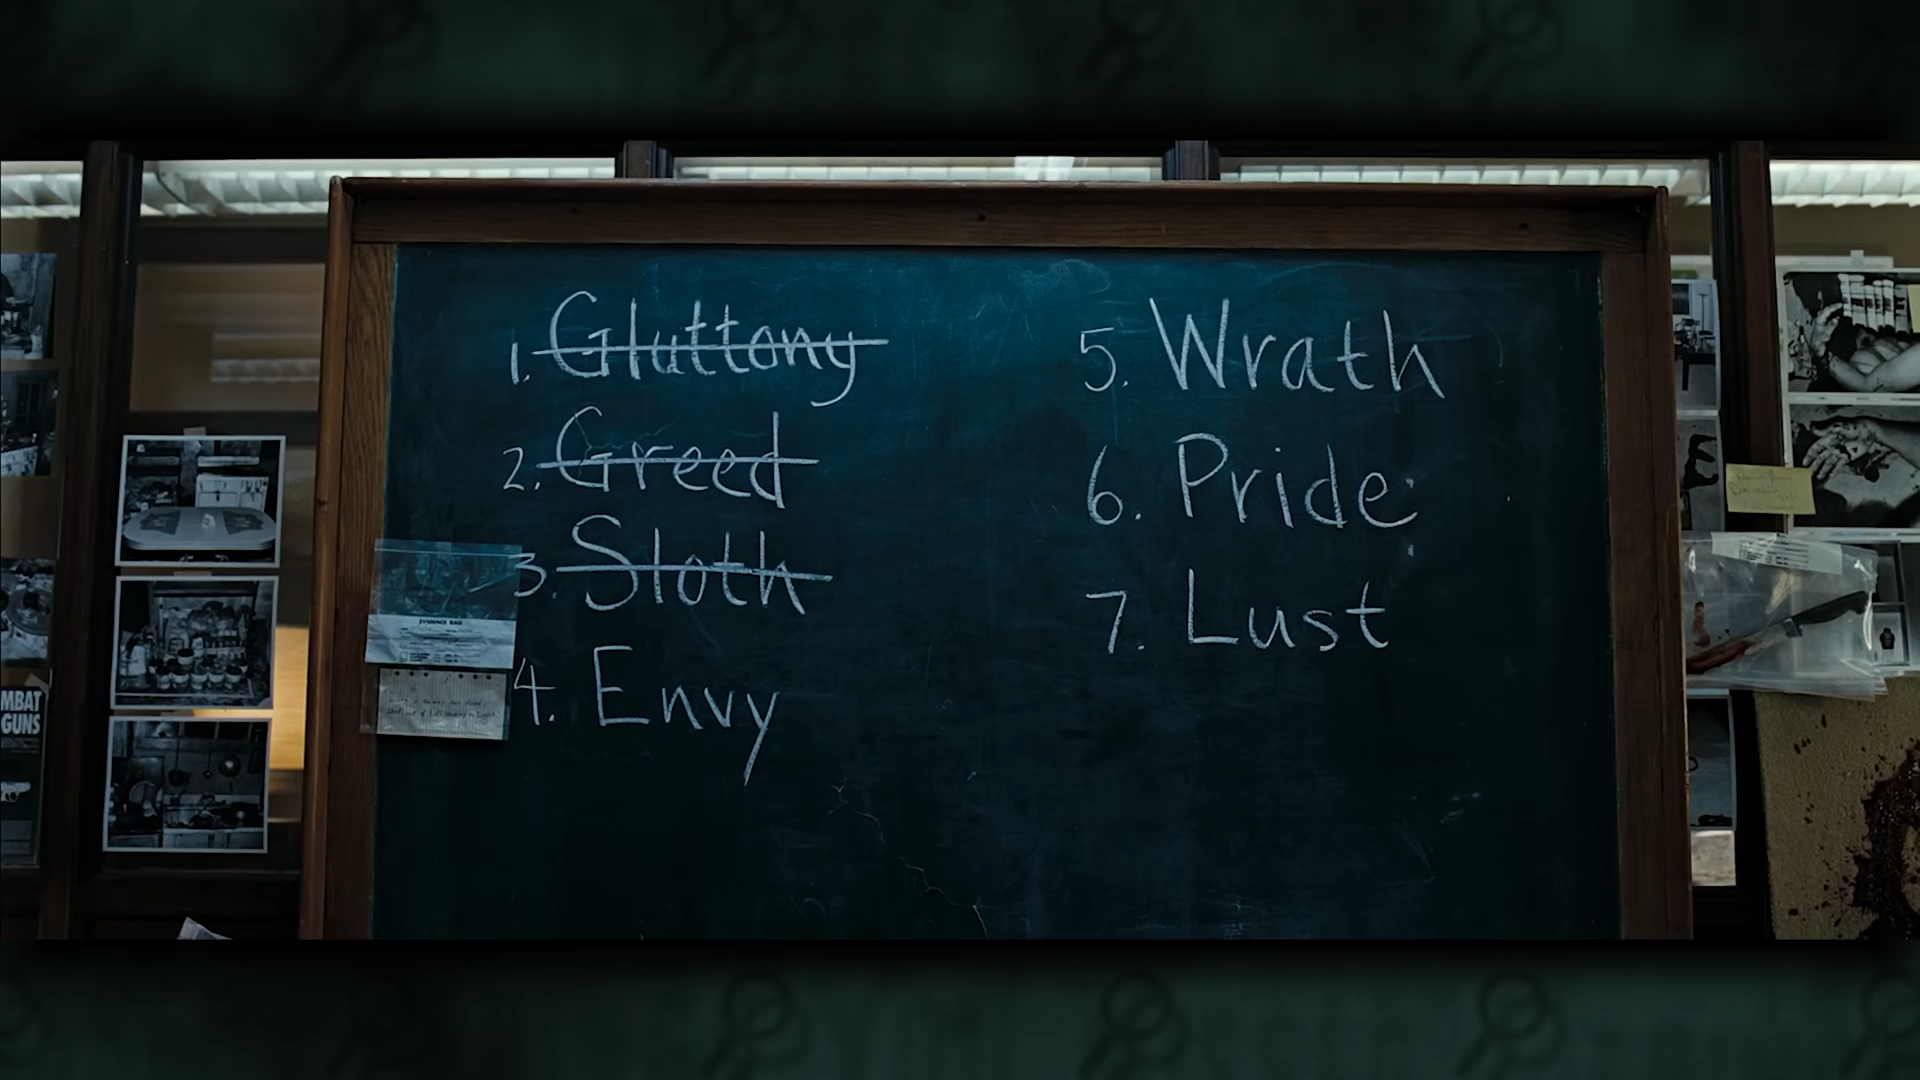 1. Gluttony
2. Greed
3. Sloth
4. Envy
5. Wrath
6. Pride
7. Lust
EVIDENCE BAG
MBAT
GUNS